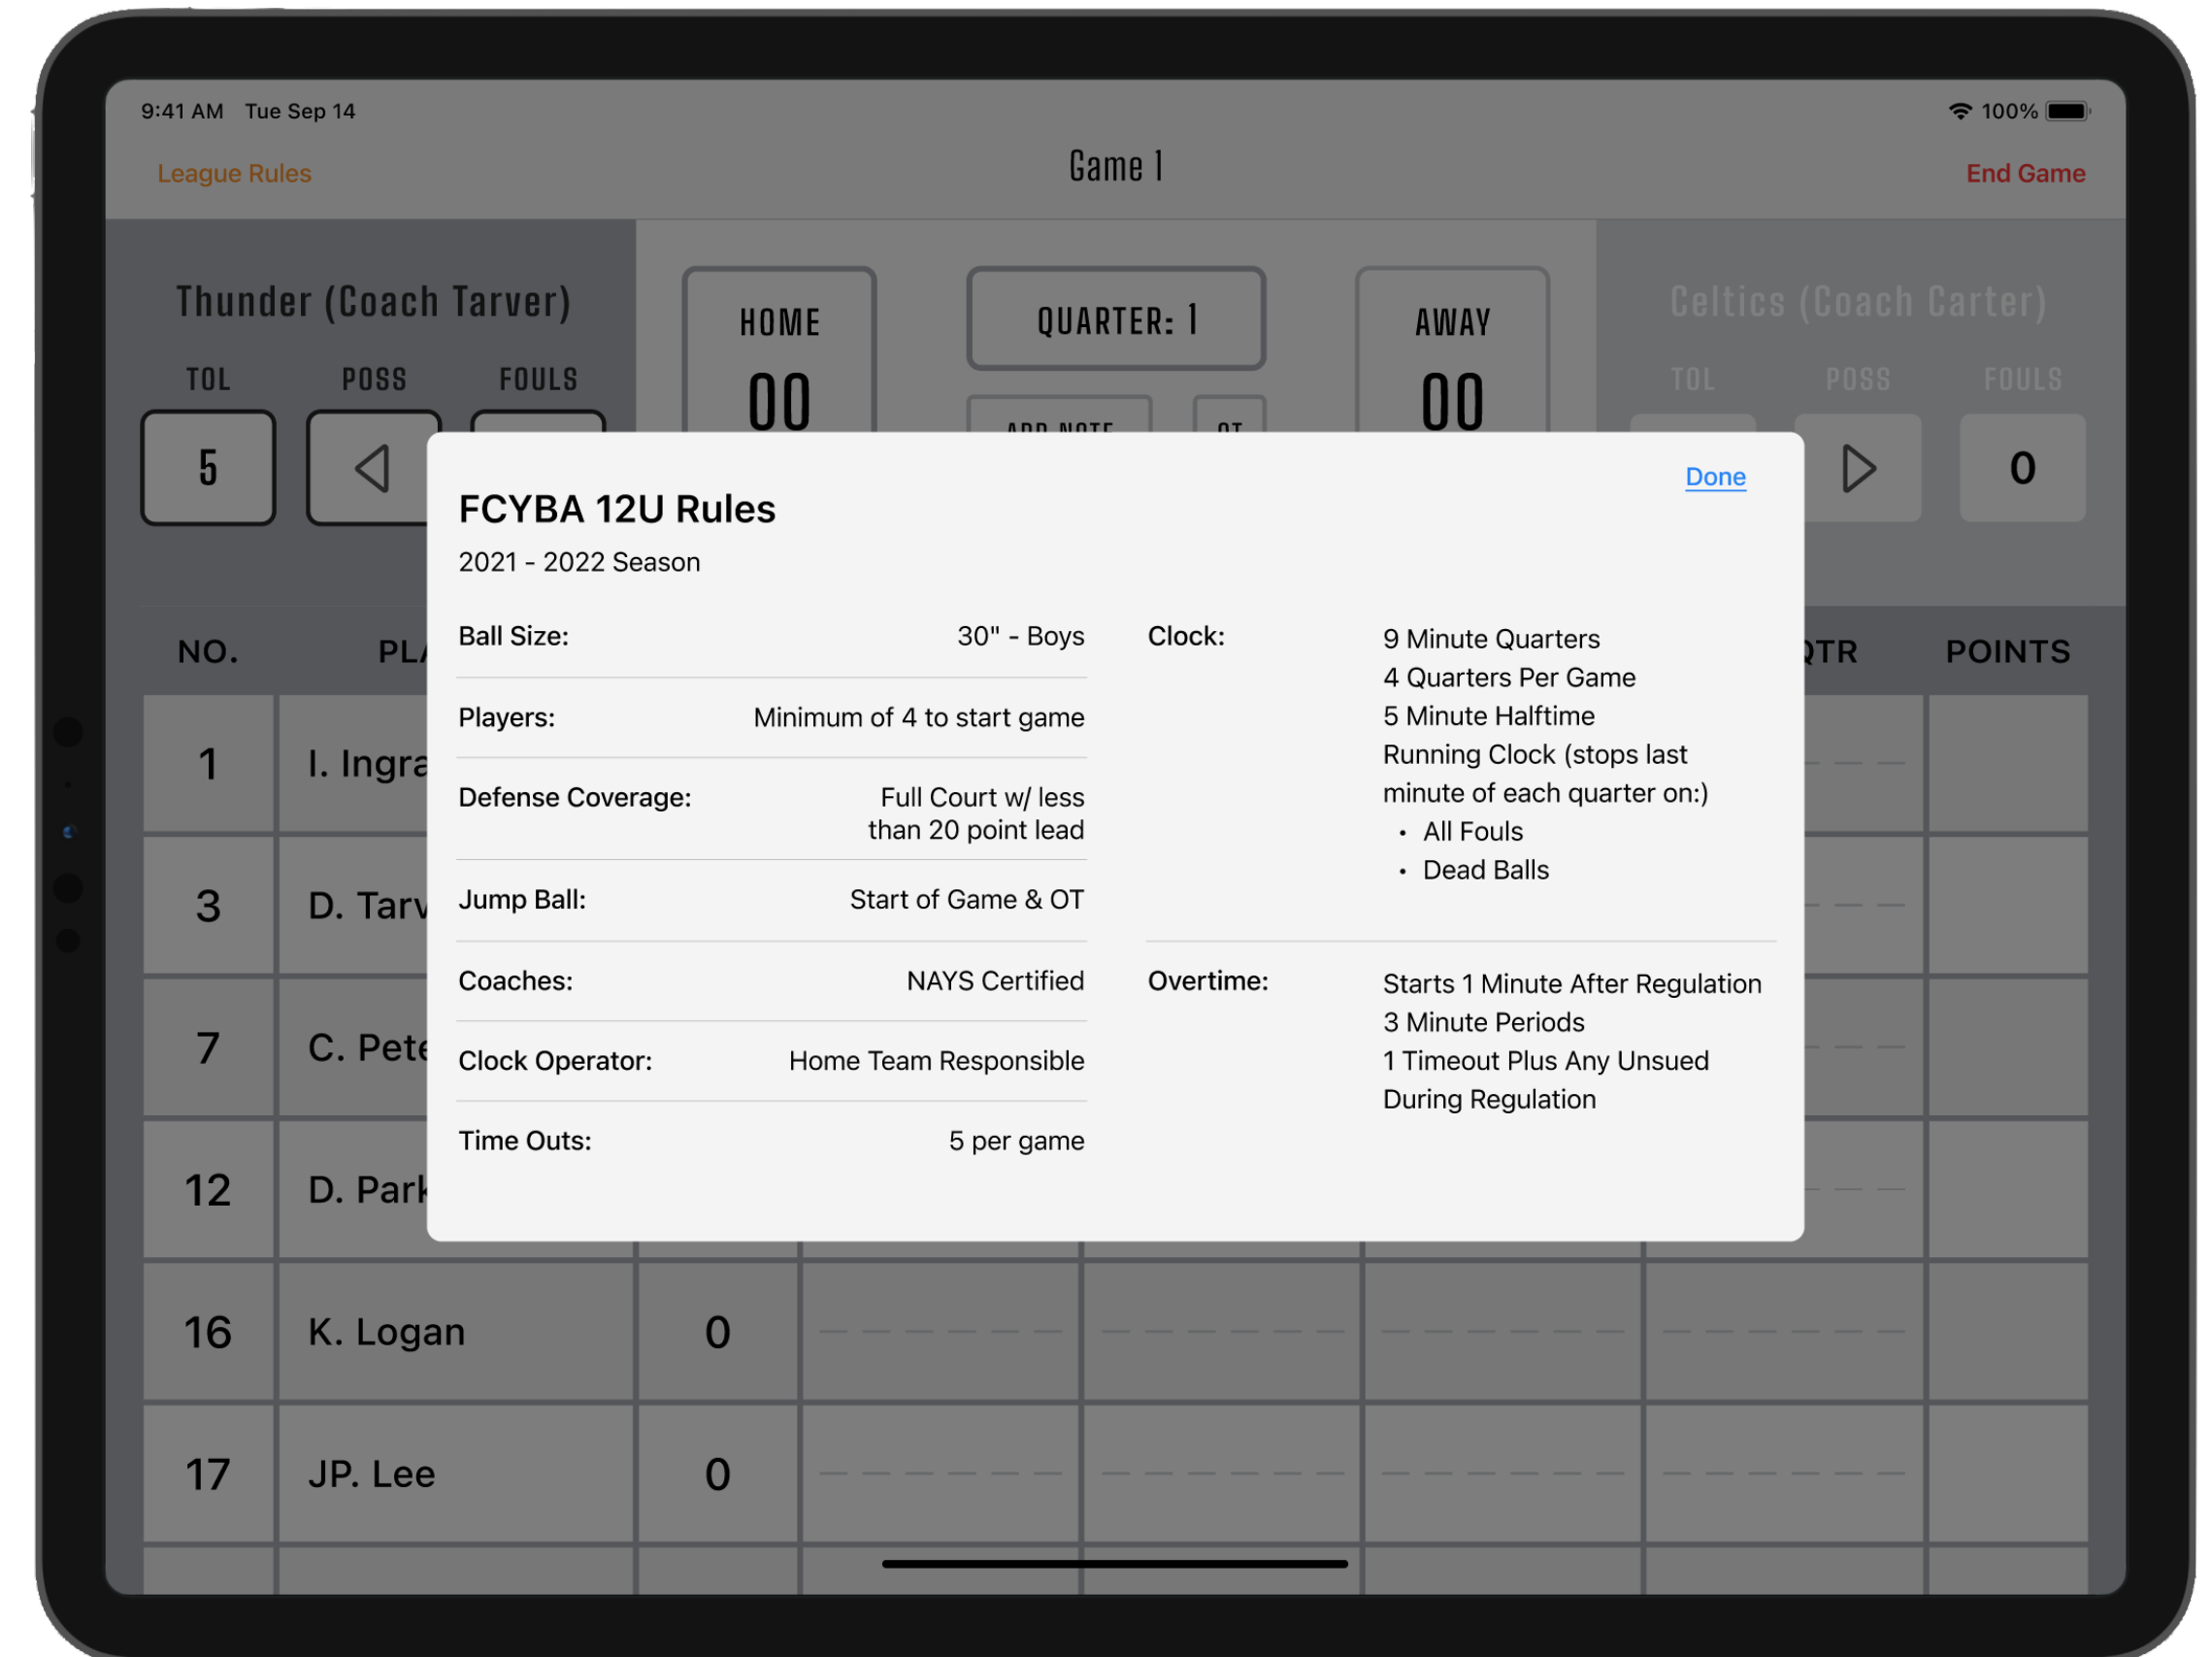 9:41 AM Tue Sep 14
100%
League Rules
Game 1
End Game
Thunder (Coach Tarver)
HOME
QUARTER: 1
AWAY
Celtics (Coach Carter)
TOL POSS FOULS
00
00
TOL POSS FOULS
ADD NOTE
OT
5
0
Done
FCYBA 12U Rules
2021 - 2022 Season
Ball Size: 30" - Boys
Players: Minimum of 4 to start game
Defense Coverage: Full Court w/ less
than 20 point lead
Jump Ball: Start of Game & OT
Coaches: NAYS Certified
Clock Operator: Home Team Responsible
Time Outs: 5 per game
Clock: 9 Minute Quarters
4 Quarters Per Game
5 Minute Halftime
Running Clock (stops last
minute of each quarter on:)
• All Fouls
• Dead Balls
Overtime: Starts 1 Minute After Regulation
3 Minute Periods
1 Timeout Plus Any Unsued
During Regulation
NO.
QTR POINTS
1 I.
3 D.
7 C.
12 D.
16 K. Logan 0
17 JP. Lee 0